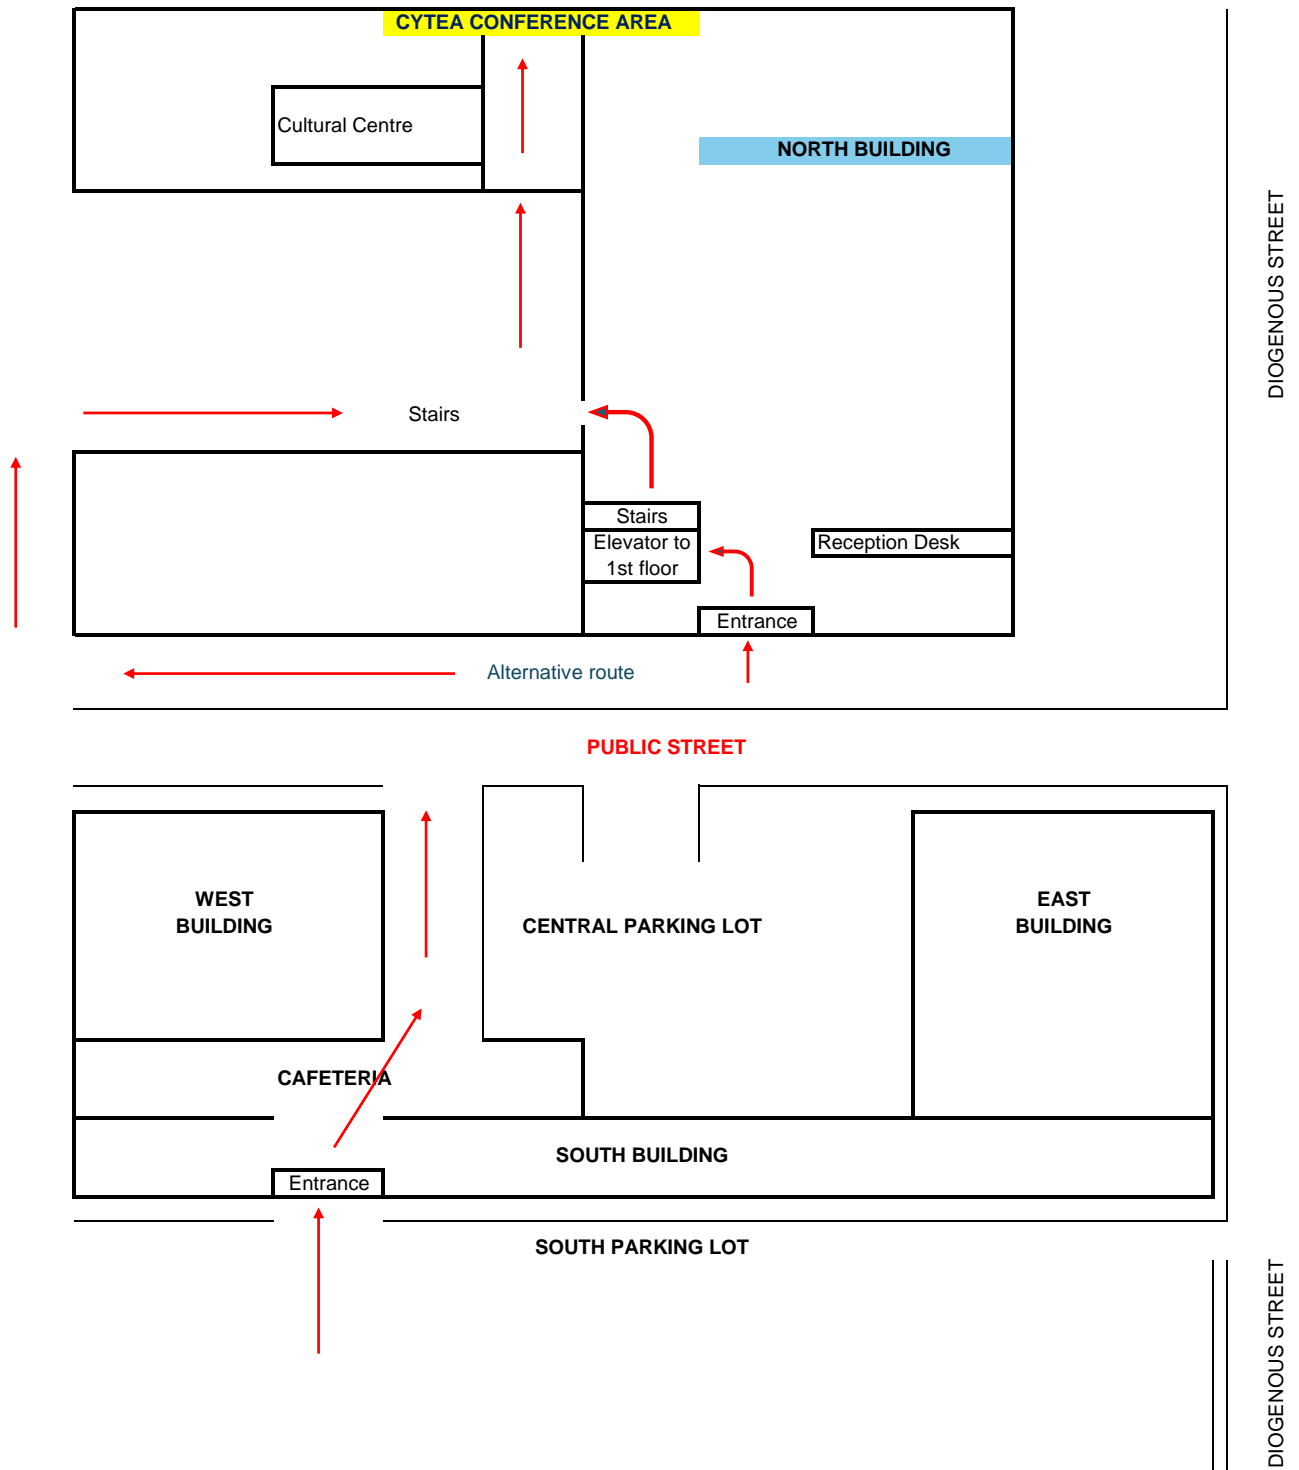 CYTEA CONFERENCE AREA
Cultural Centre
NORTH BUILDING
DIOGENOUS STREET
Stairs
Stairs
Elevator to
1st floor
Reception Desk
Entrance
Alternative route
PUBLIC STREET
WEST
BUILDING
CENTRAL PARKING LOT
EAST
BUILDING
CAFETERIA
SOUTH BUILDING
Entrance
SOUTH PARKING LOT
DIOGENOUS STREET